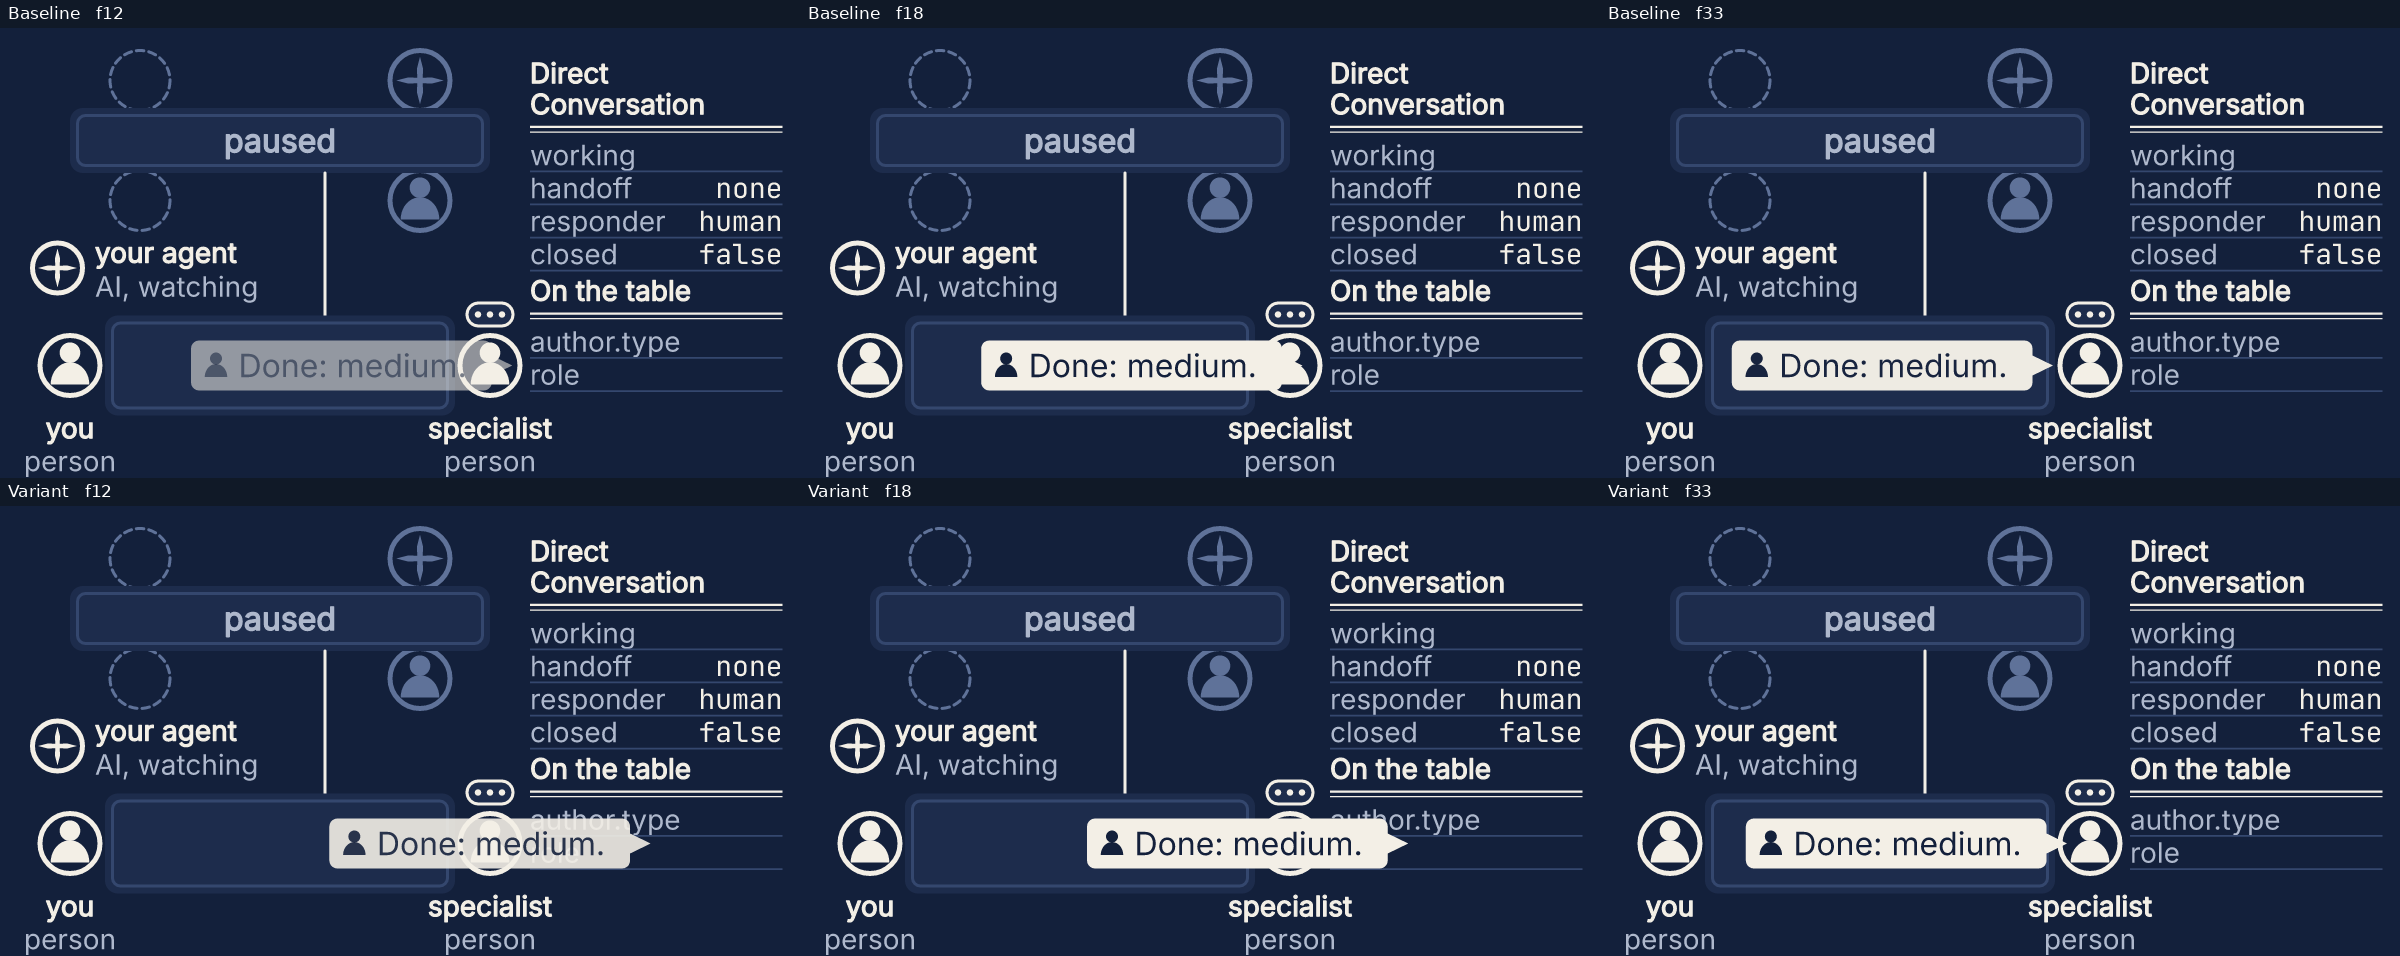 Baseline f12
Direct
Conversation
paused
working
handoff none
responder human
closed false
your agent
AI, watching
On the table
author.type
Done: medium.
role
you
person
specialist
person
Baseline f18
Direct
Conversation
paused
working
handoff none
responder human
closed false
your agent
AI, watching
On the table
author.type
Done: medium.
role
you
person
specialist
person
Baseline f33
Direct
Conversation
paused
working
handoff none
responder human
closed false
your agent
AI, watching
On the table
author.type
Done: medium.
role
you
person
specialist
person
Variant f12
Direct
Conversation
paused
working
handoff none
responder human
closed false
your agent
AI, watching
On the table
author.type
Done: medium.
you
person
specialist
person
Variant f18
Direct
Conversation
paused
working
handoff none
responder human
closed false
your agent
AI, watching
On the table
author.type
Done: medium.
you
person
specialist
person
Variant f33
Direct
Conversation
paused
working
handoff none
responder human
closed false
your agent
AI, watching
On the table
author.type
Done: medium.
role
you
person
specialist
person